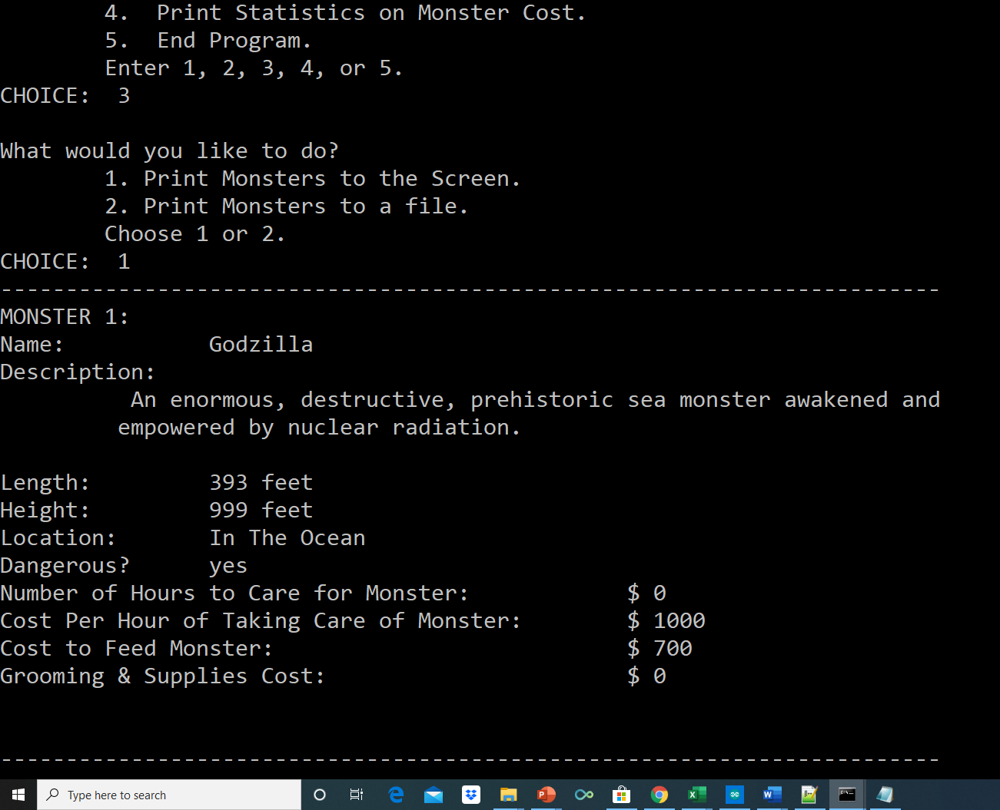 4.  Print Statistics on Monster Cost.
5.  End Program.
Enter 1, 2, 3, 4, or 5.
CHOICE:  3
What would you like to do?
1. Print Monsters to the Screen.
2. Print Monsters to a file.
Choose 1 or 2.
CHOICE:  1
------------------------------------------------------------------------
MONSTER 1:
Name: Godzilla
Description:
An enormous, destructive, prehistoric sea monster awakened and
empowered by nuclear radiation.
Length: 393 feet
Height: 999 feet
Location: In The Ocean
Dangerous? yes
Number of Hours to Care for Monster: $ 0
Cost Per Hour of Taking Care of Monster: $ 1000
Cost to Feed Monster: $ 700
Grooming & Supplies Cost: $ 0
------------------------------------------------------------------------
Type here to search